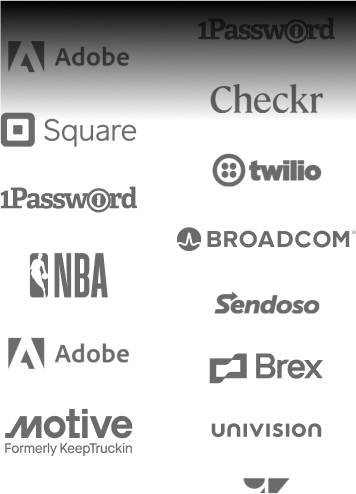 Adobe
Square
1Password
NBA
Adobe
motive
Formerly KeepTruckin
1Password
Checkr
twilio
BROADCOM®
Sendoso
Brex
UNIVISION